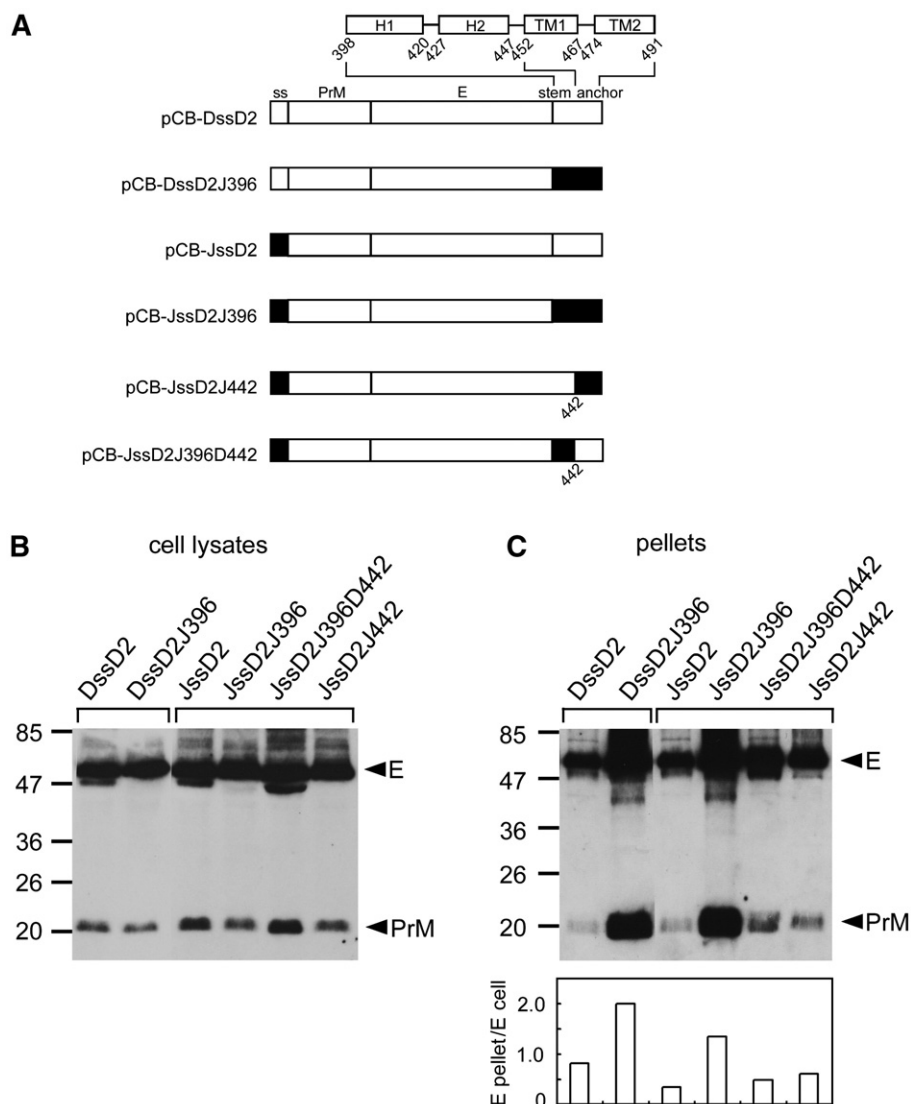 A
H1 H2 TM1 TM2
398 420 427 447 452 467 474 491
ss PrM E stem anchor
pCB-DssD2
pCB-DssD2J396
pCB-JssD2
pCB-JssD2J396
pCB-JssD2J442
442
pCB-JssD2J396D442
442
B cell lysates
DssD2 DssD2J396 JssD2 JssD2J396 JssD2J396D442 JssD2J442
85
E
47
36
26
20 PrM
C pellets
DssD2 DssD2J396 JssD2 JssD2J396 JssD2J396D442 JssD2J442
85
E
47
36
26
20 PrM
E pellet/E cell
2.0
1.0
0